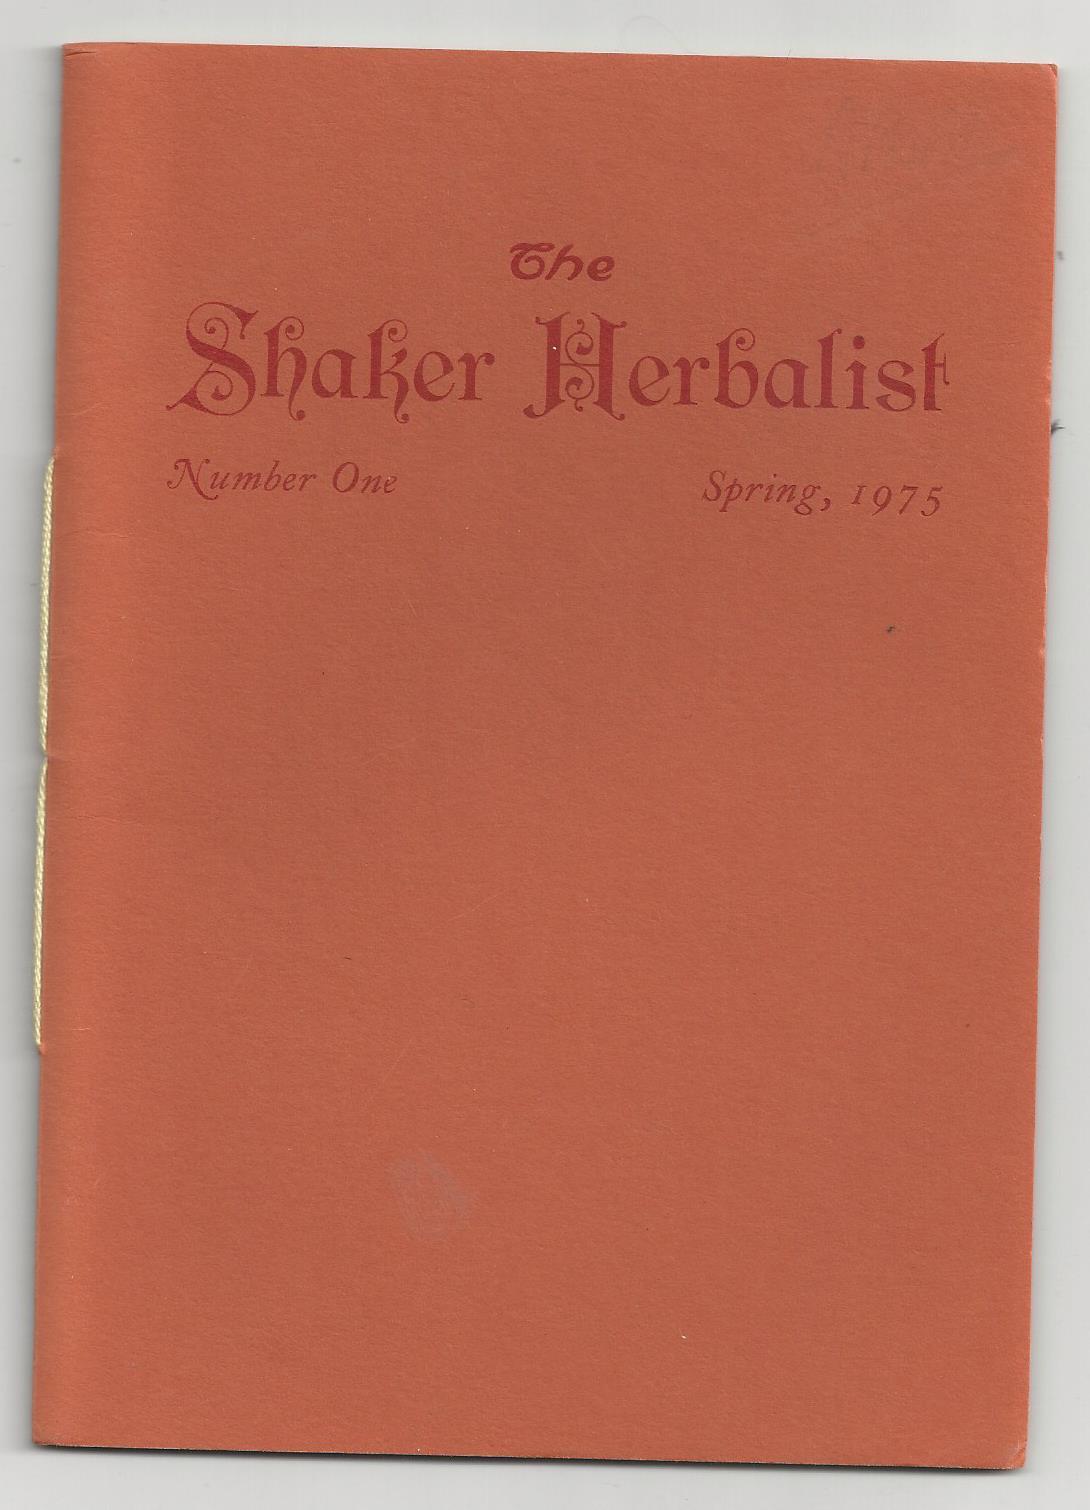 The
Shaker Herbalist
Number One
Spring, 1975